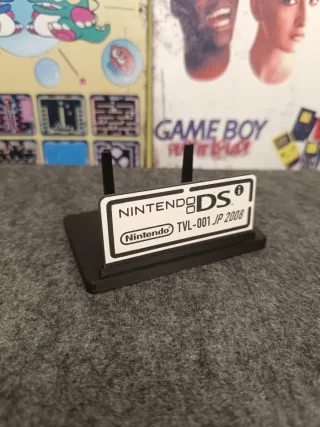 GAME BOY
NINTENDO DS i
Nintendo TVL-001 JP 2008